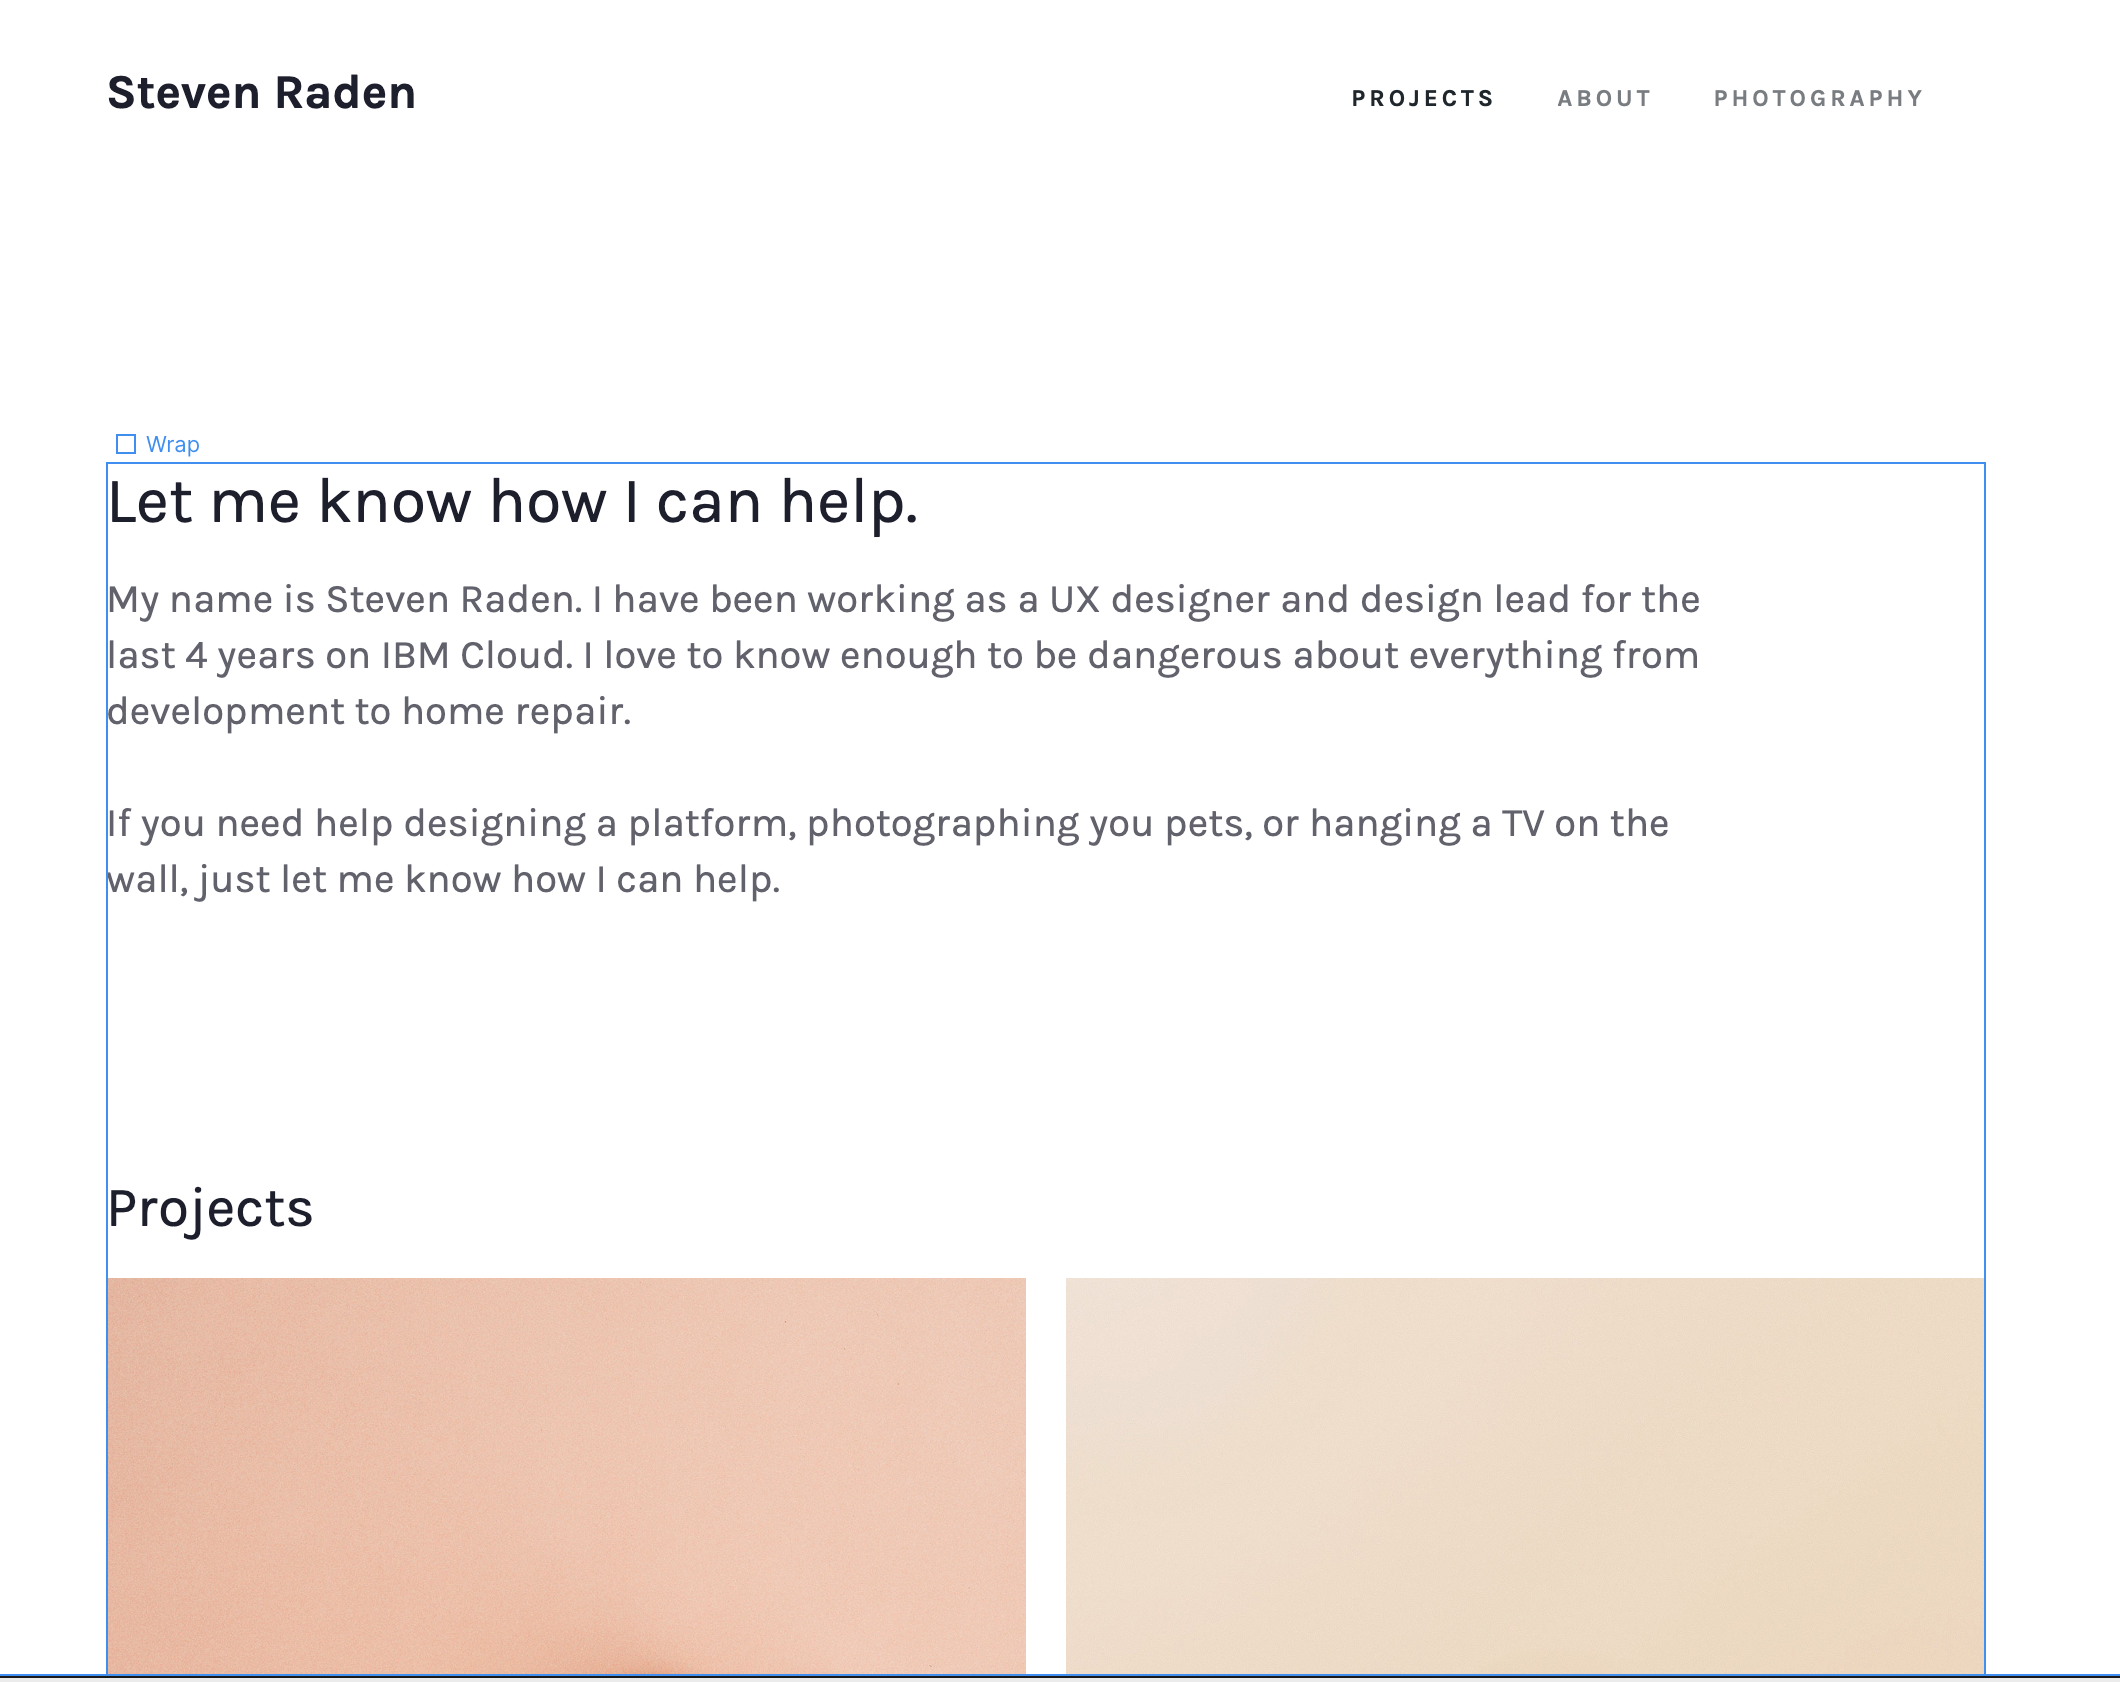 Steven Raden
PROJECTS ABOUT PHOTOGRAPHY
Wrap
Let me know how I can help.
My name is Steven Raden. I have been working as a UX designer and design lead for the
last 4 years on IBM Cloud. I love to know enough to be dangerous about everything from
development to home repair.
If you need help designing a platform, photographing you pets, or hanging a TV on the
wall, just let me know how I can help.
Projects